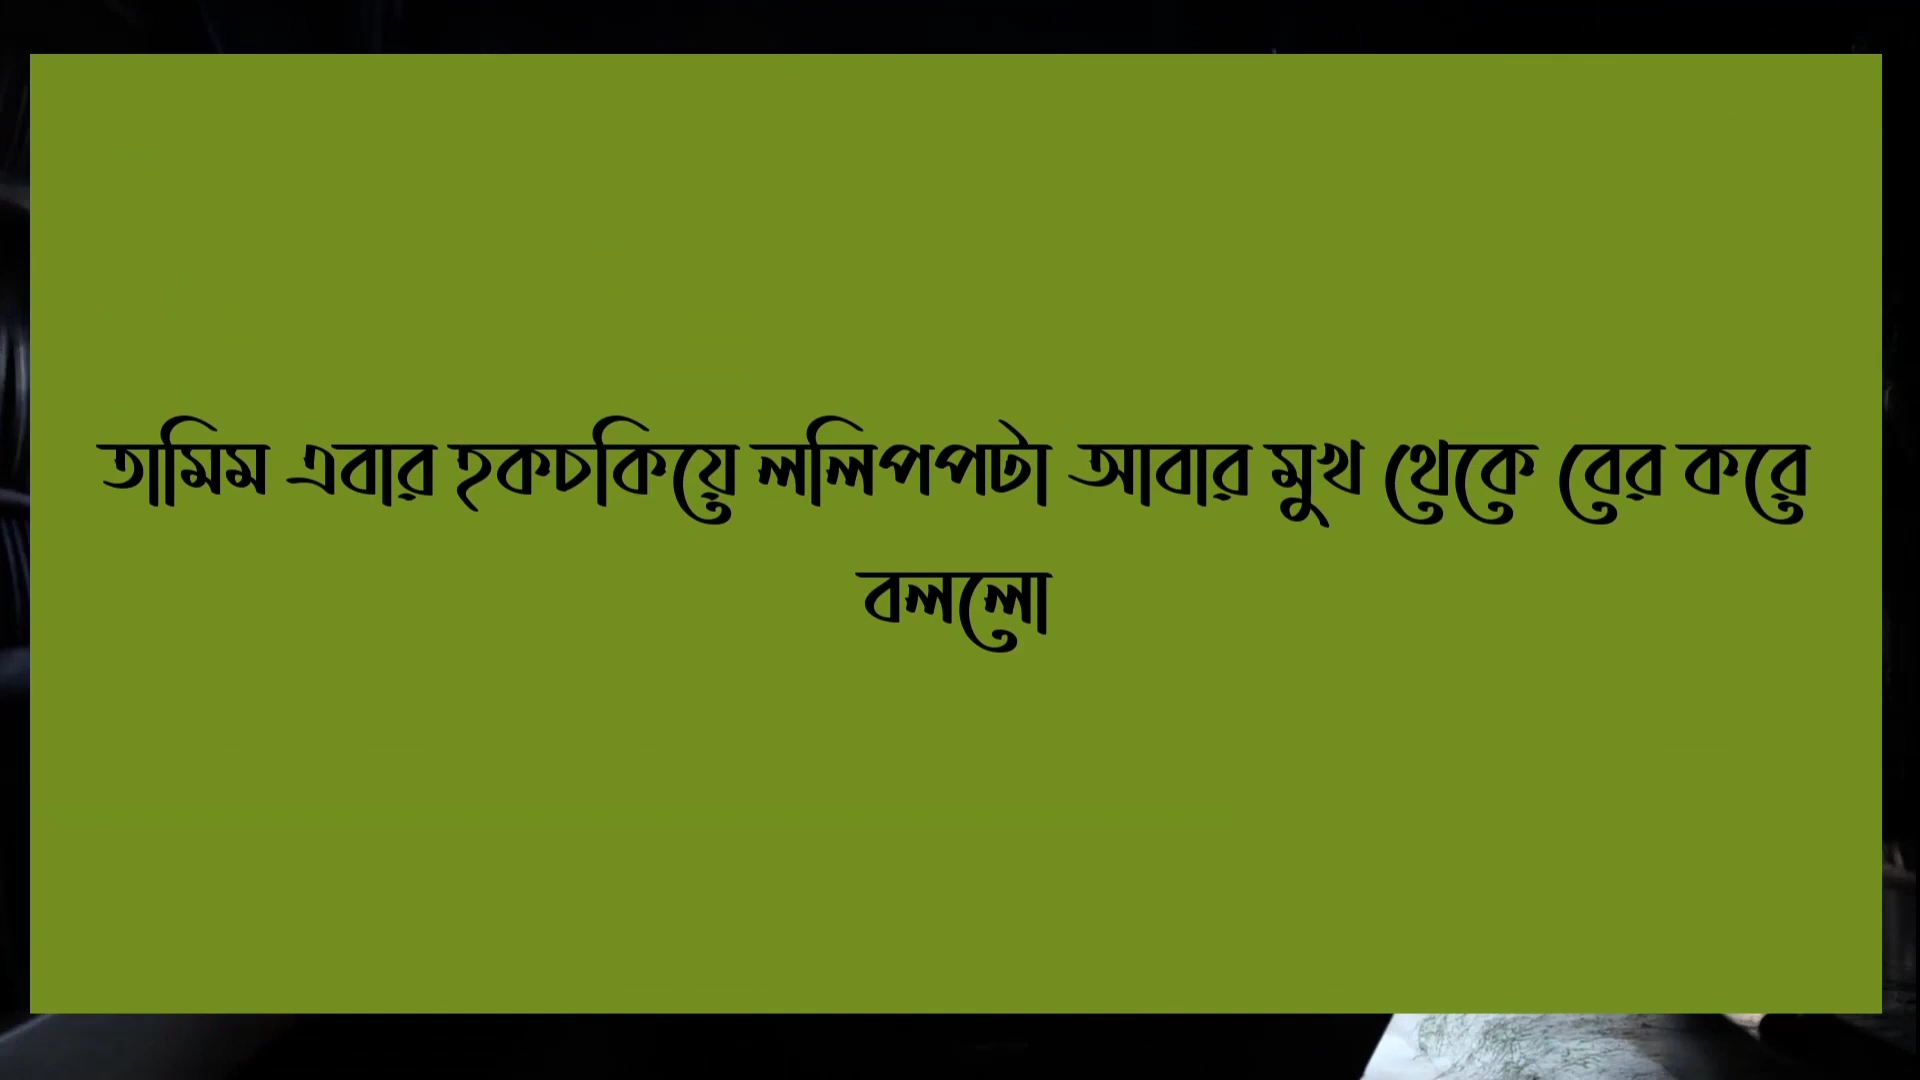 তামিম এবার হকচকিয়ে ললিপপটা আবার মুখ থেকে বের করে
বললো